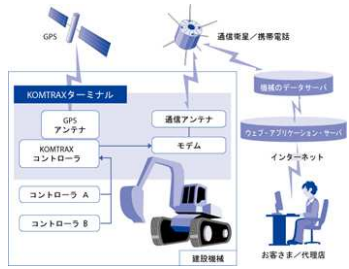 GPS
通信衛星／携帯電話
KOMTRAXターミナル
GPS
アンテナ
通信アンテナ
KOMTRAX
コントローラ
モデム
コントローラ A
コントローラ B
建設機械
機械のデータサーバ
ウェブ・アプリケーション・サーバ
インターネット
お客さま／代理店